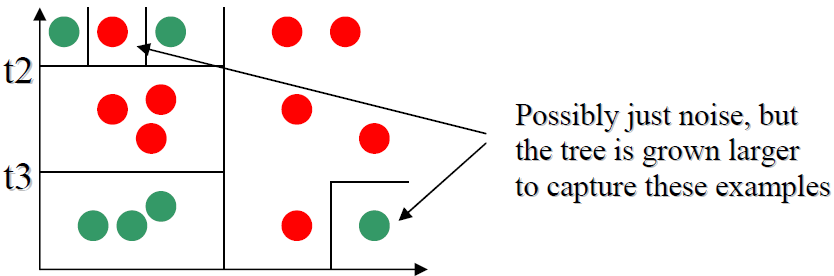 t2
t3
Possibly just noise, but
the tree is grown larger
to capture these examples